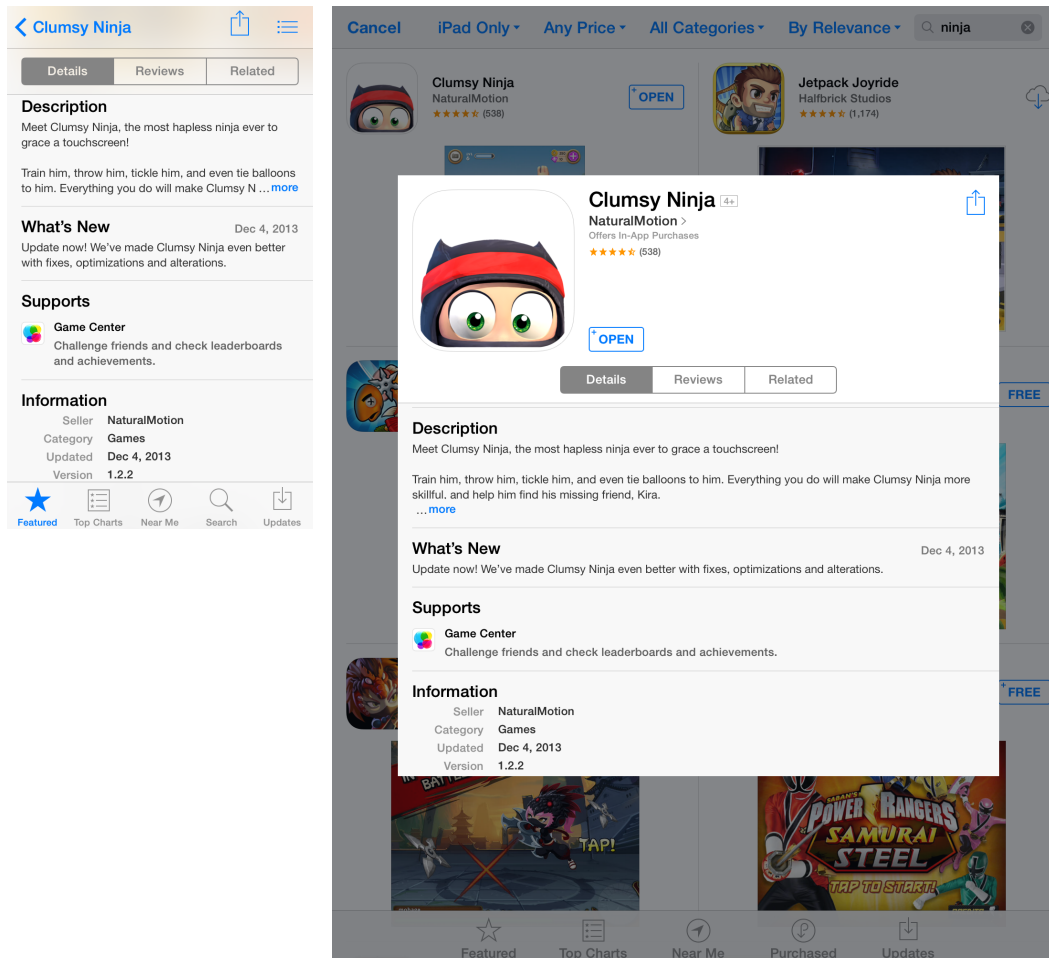 Clumsy Ninja
Details
Reviews
Related
Description
Meet Clumsy Ninja, the most hapless ninja ever to
grace a touchscreen!
Train him, throw him, tickle him, and even tie balloons
to him. Everything you do will make Clumsy N ...more
What's New
Dec 4, 2013
Update now! We've made Clumsy Ninja even better
with fixes, optimizations and alterations.
Supports
Game Center
Challenge friends and check leaderboards
and achievements.
Information
Seller NaturalMotion
Category Games
Updated Dec 4, 2013
Version 1.2.2
Featured
Top Charts
Near Me
Search
Updates
Cancel
iPad Only
Any Price
All Categories
By Relevance
ninja
Clumsy Ninja
NaturalMotion
(538)
+ OPEN
Jetpack Joyride
Halfbrick Studios
(1,174)
Clumsy Ninja 4+
NaturalMotion >
Offers In-App Purchases
(538)
+ OPEN
Details
Reviews
Related
FREE
Description
Meet Clumsy Ninja, the most hapless ninja ever to grace a touchscreen!
Train him, throw him, tickle him, and even tie balloons to him. Everything you do will make Clumsy Ninja more
skillful. and help him find his missing friend, Kira.
...more
What's New
Dec 4, 2013
Update now! We've made Clumsy Ninja even better with fixes, optimizations and alterations.
Supports
Game Center
Challenge friends and check leaderboards and achievements.
Information
Seller NaturalMotion
Category Games
Updated Dec 4, 2013
Version 1.2.2
+ FREE
BATTL
TAP!
SABAN'S
POWER RANGERS
SAMURAI
STEEL
TAP TO START!
Featured
Top Charts
Near Me
Purchased
Updates